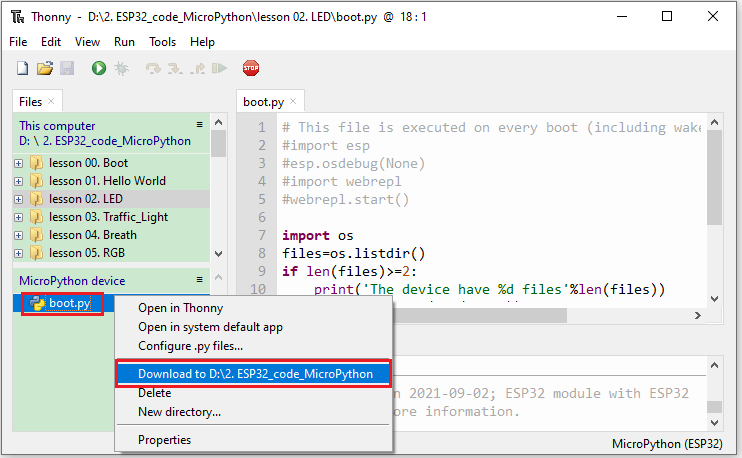 Thonny - D:\2. ESP32_code_MicroPython\lesson 02. LED\boot.py @ 18 : 1
File Edit View Run Tools Help
STOP
Files
This computer
D: \ 2. ESP32_code_MicroPython
lesson 00. Boot
lesson 01. Hello World
lesson 02. LED
lesson 03. Traffic_Light
lesson 04. Breath
lesson 05. RGB
MicroPython device
boot.py
boot.py
1 # This file is executed on every boot (including wake
2 #import esp
3 #esp.osdebug(None)
4 #import webrepl
5 #webrepl.start()
6
7 import os
8 files=os.listdir()
9 if len(files)>=2:
10 print('The device have %d files'%len(files))
Open in Thonny
Open in system default app
Configure .py files...
Download to D:\2. ESP32_code_MicroPython
Delete
New directory...
Properties
n 2021-09-02; ESP32 module with ESP32
ore information.
MicroPython (ESP32)